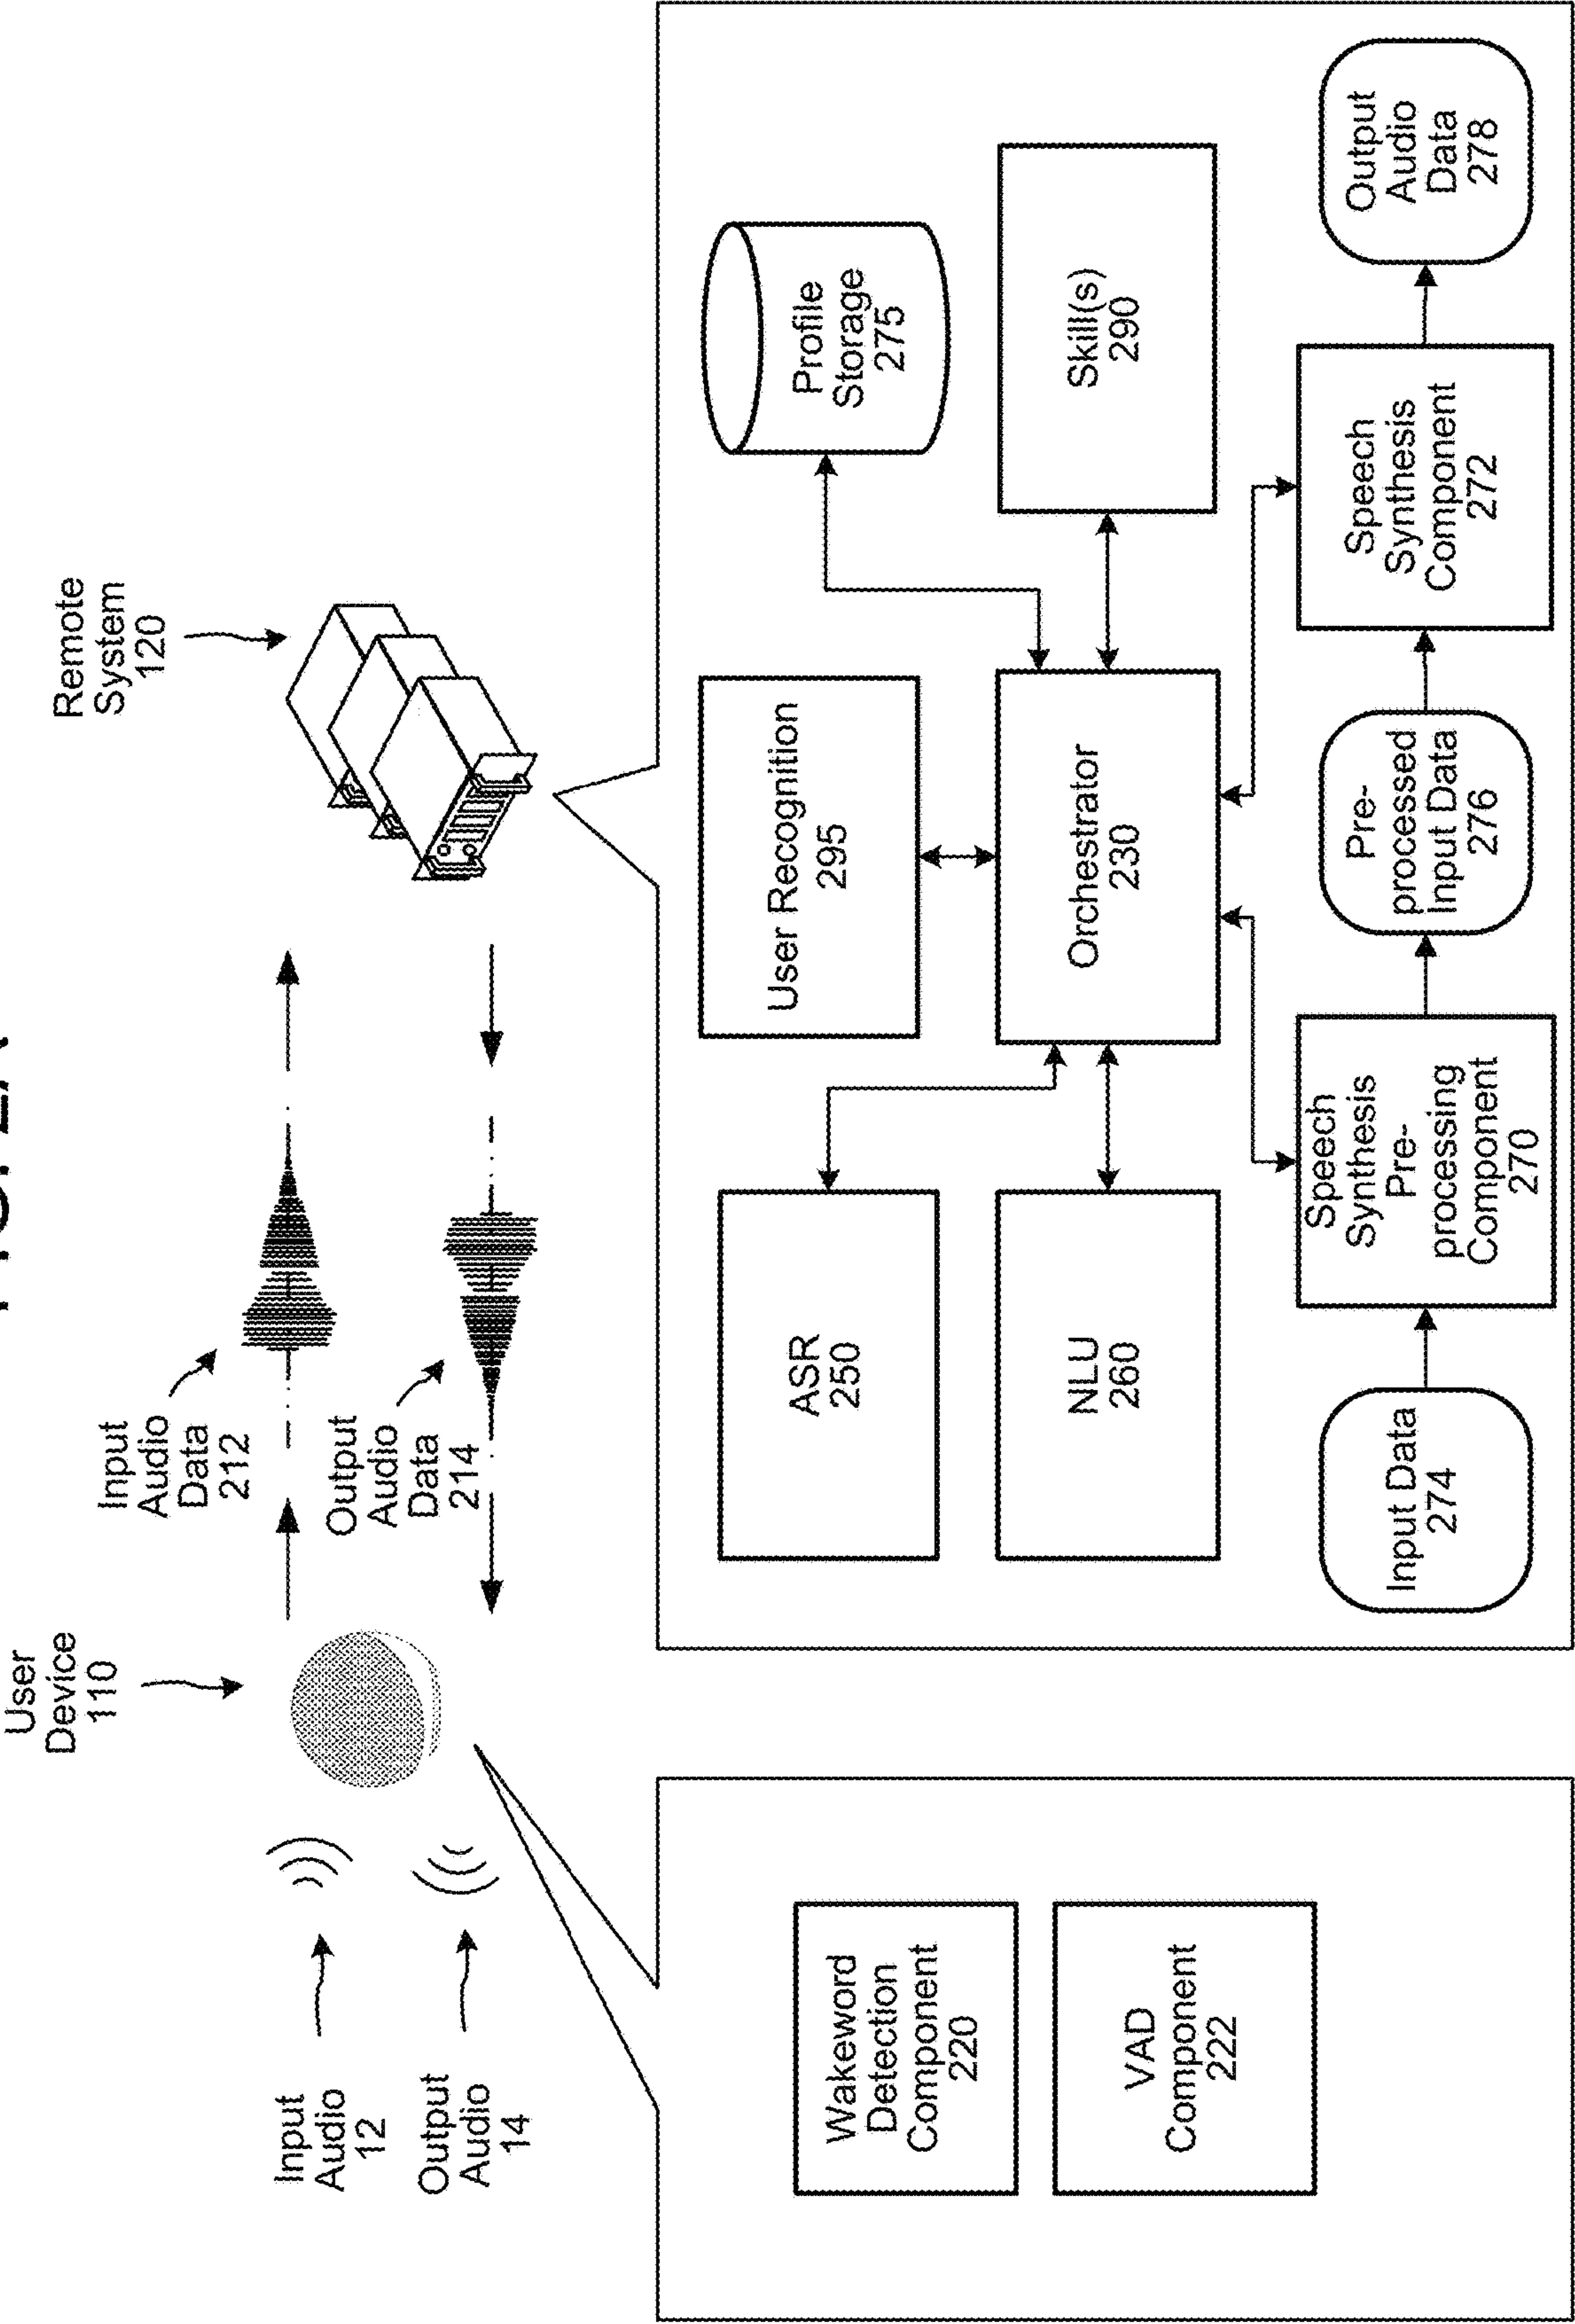 User
Device
110
Remote
System
120
Input
Audio
Data
212
Output
Audio
Data
214
Input
Audio
12
Output
Audio
14
Wakeword
Detection
Component
220
VAD
Component
222
ASR
250
User Recognition
295
Profile
Storage
275
NLU
260
Orchestrator
230
Skill(s)
290
Input Data
274
Speech
Synthesis
Pre-
processing
Component
270
Pre-
processed
Input Data
276
Speech
Synthesis
Component
272
Output
Audio
Data
278